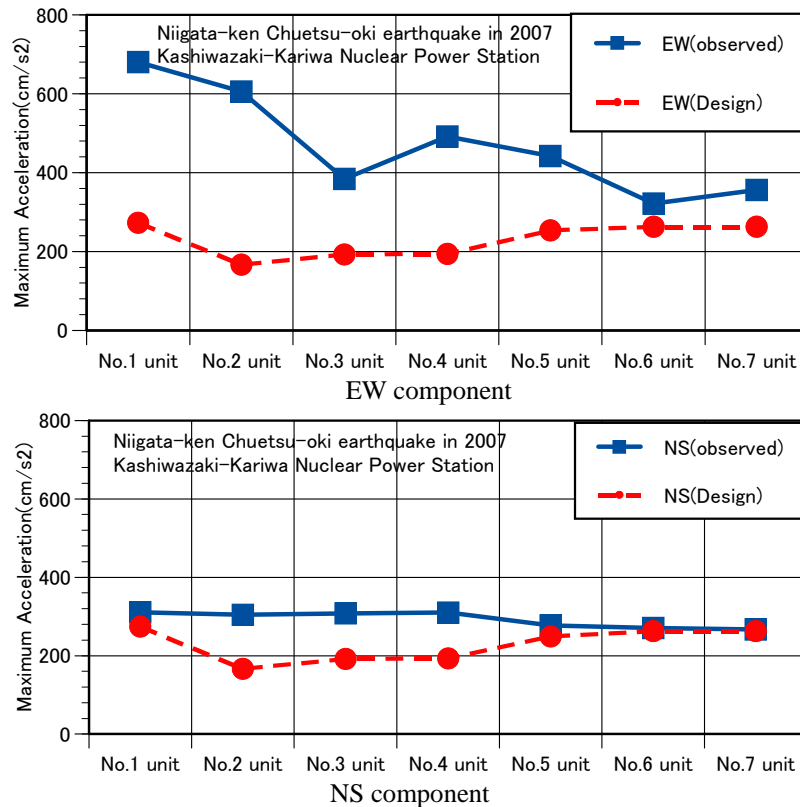 800
600
400
200
0
Maximum Acceleration(cm/s2)
Niigata-ken Chuetsu-oki earthquake in 2007
Kashiwazaki-Kariwa Nuclear Power Station
EW(observed)
EW(Design)
No.1 unit No.2 unit No.3 unit No.4 unit No.5 unit No.6 unit No.7 unit
EW component
800
600
400
200
0
Maximum Acceleration(cm/s2)
Niigata-ken Chuetsu-oki earthquake in 2007
Kashiwazaki-Kariwa Nuclear Power Station
NS(observed)
NS(Design)
No.1 unit No.2 unit No.3 unit No.4 unit No.5 unit No.6 unit No.7 unit
NS component